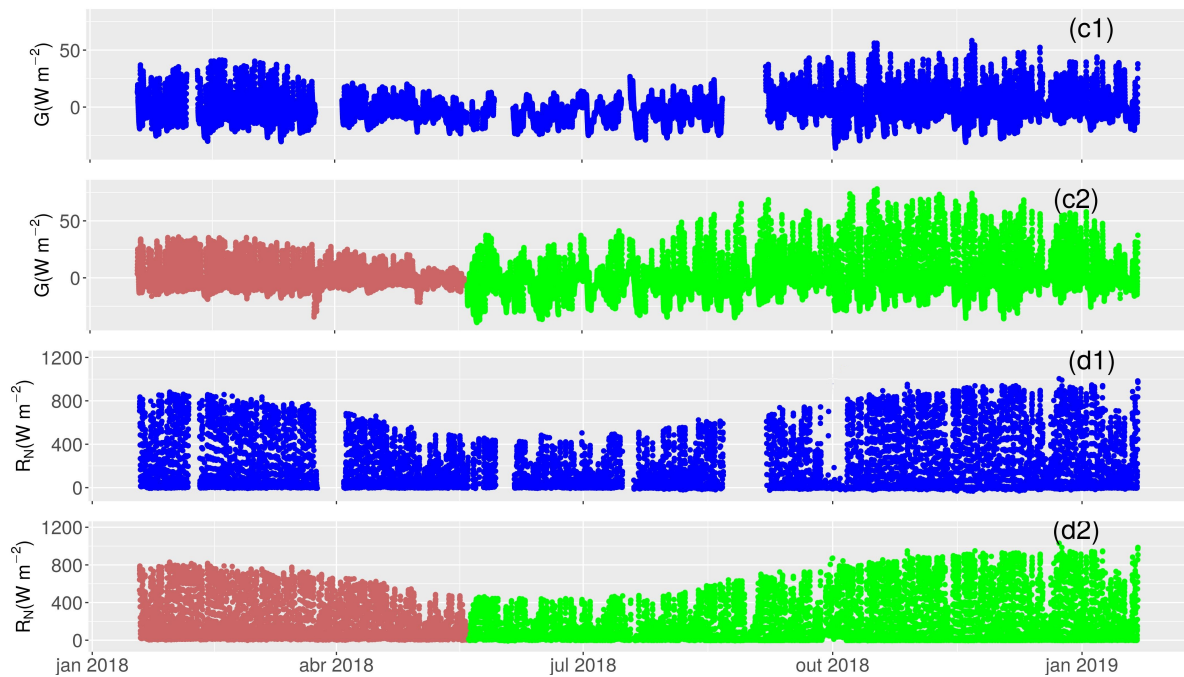 (c1)
G(W m⁻²)
50
0
(c2)
G(W m⁻²)
50
0
(d1)
R_N(W m⁻²)
1200
800
400
0
(d2)
R_N(W m⁻²)
1200
800
400
0
jan 2018 abr 2018 jul 2018 out 2018 jan 2019